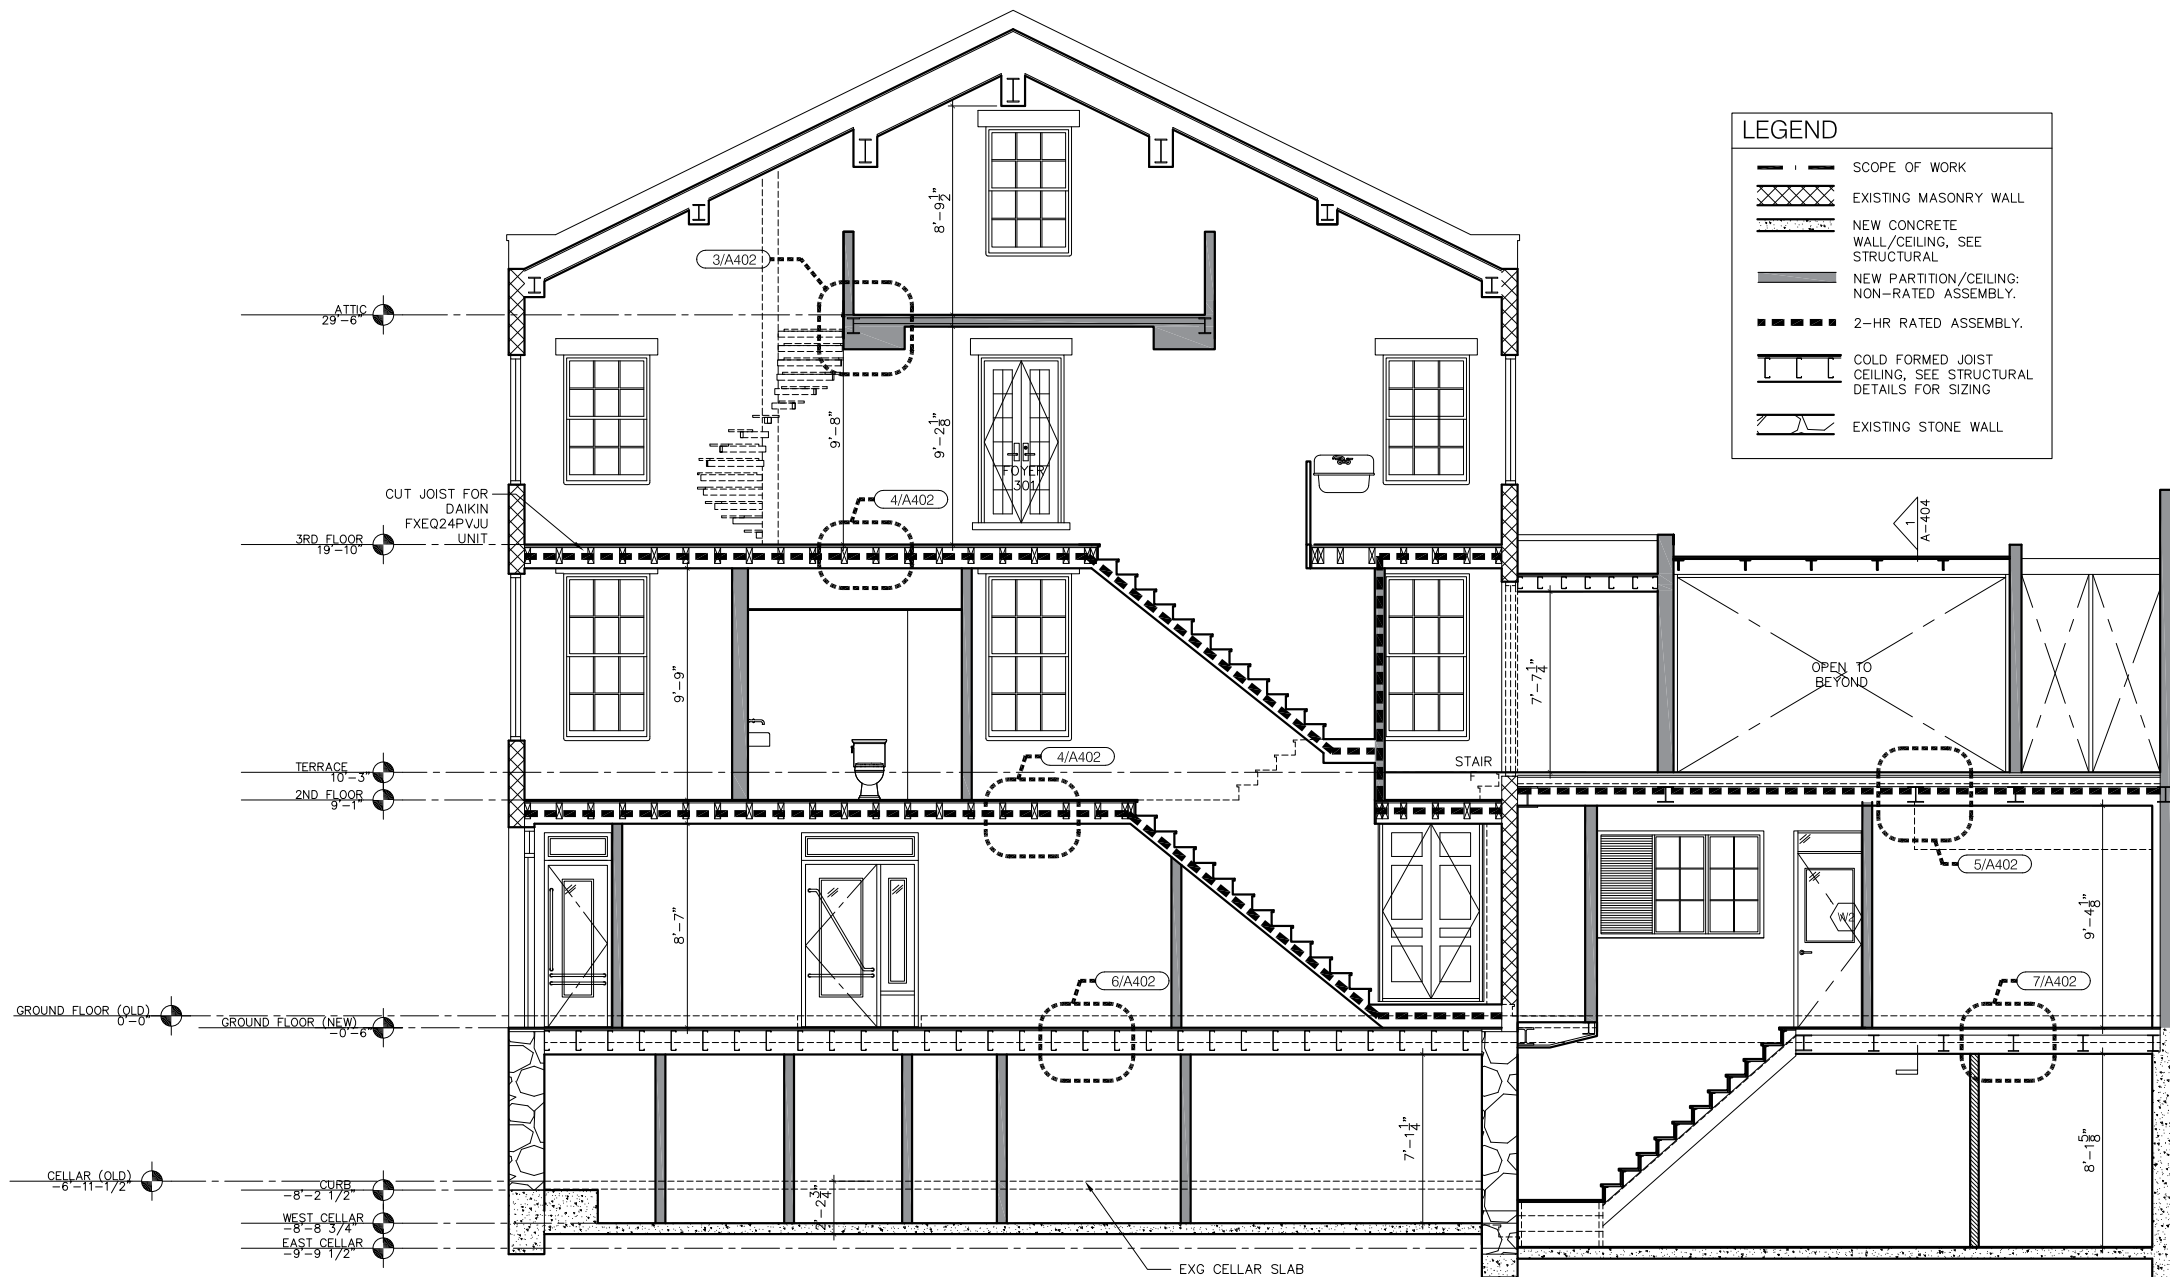 LEGEND
SCOPE OF WORK
EXISTING MASONRY WALL
NEW CONCRETE
WALL/CEILING, SEE
STRUCTURAL
NEW PARTITION/CEILING:
NON-RATED ASSEMBLY.
2-HR RATED ASSEMBLY.
COLD FORMED JOIST
CEILING, SEE STRUCTURAL
DETAILS FOR SIZING
EXISTING STONE WALL
8'-9 1/2"
3/A402
ATTIC
29'-6"
9'-8"
9'-2 1/8"
FOYER
301
CUT JOIST FOR
DAIKIN
FXEQ24PVJU
UNIT
4/A402
3RD FLOOR
19'-10"
1
A-404
9'-9"
7'-7 1/4"
OPEN TO
BEYOND
4/A402
STAIR
TERRACE
10'-3"
2ND FLOOR
9'-1"
5/A402
8'-7"
W2
9'-4 1/8"
6/A402
7/A402
GROUND FLOOR (OLD)
0'-0"
GROUND FLOOR (NEW)
-0'-6"
7'-1 1/4"
8'-1 5/8"
CELLAR (OLD)
-6'-11-1/2"
CURB
-8'-2 1/2"
2'-2 3/4"
WEST CELLAR
-8'-8 3/4"
EAST CELLAR
-9'-9 1/2"
EXG CELLAR SLAB